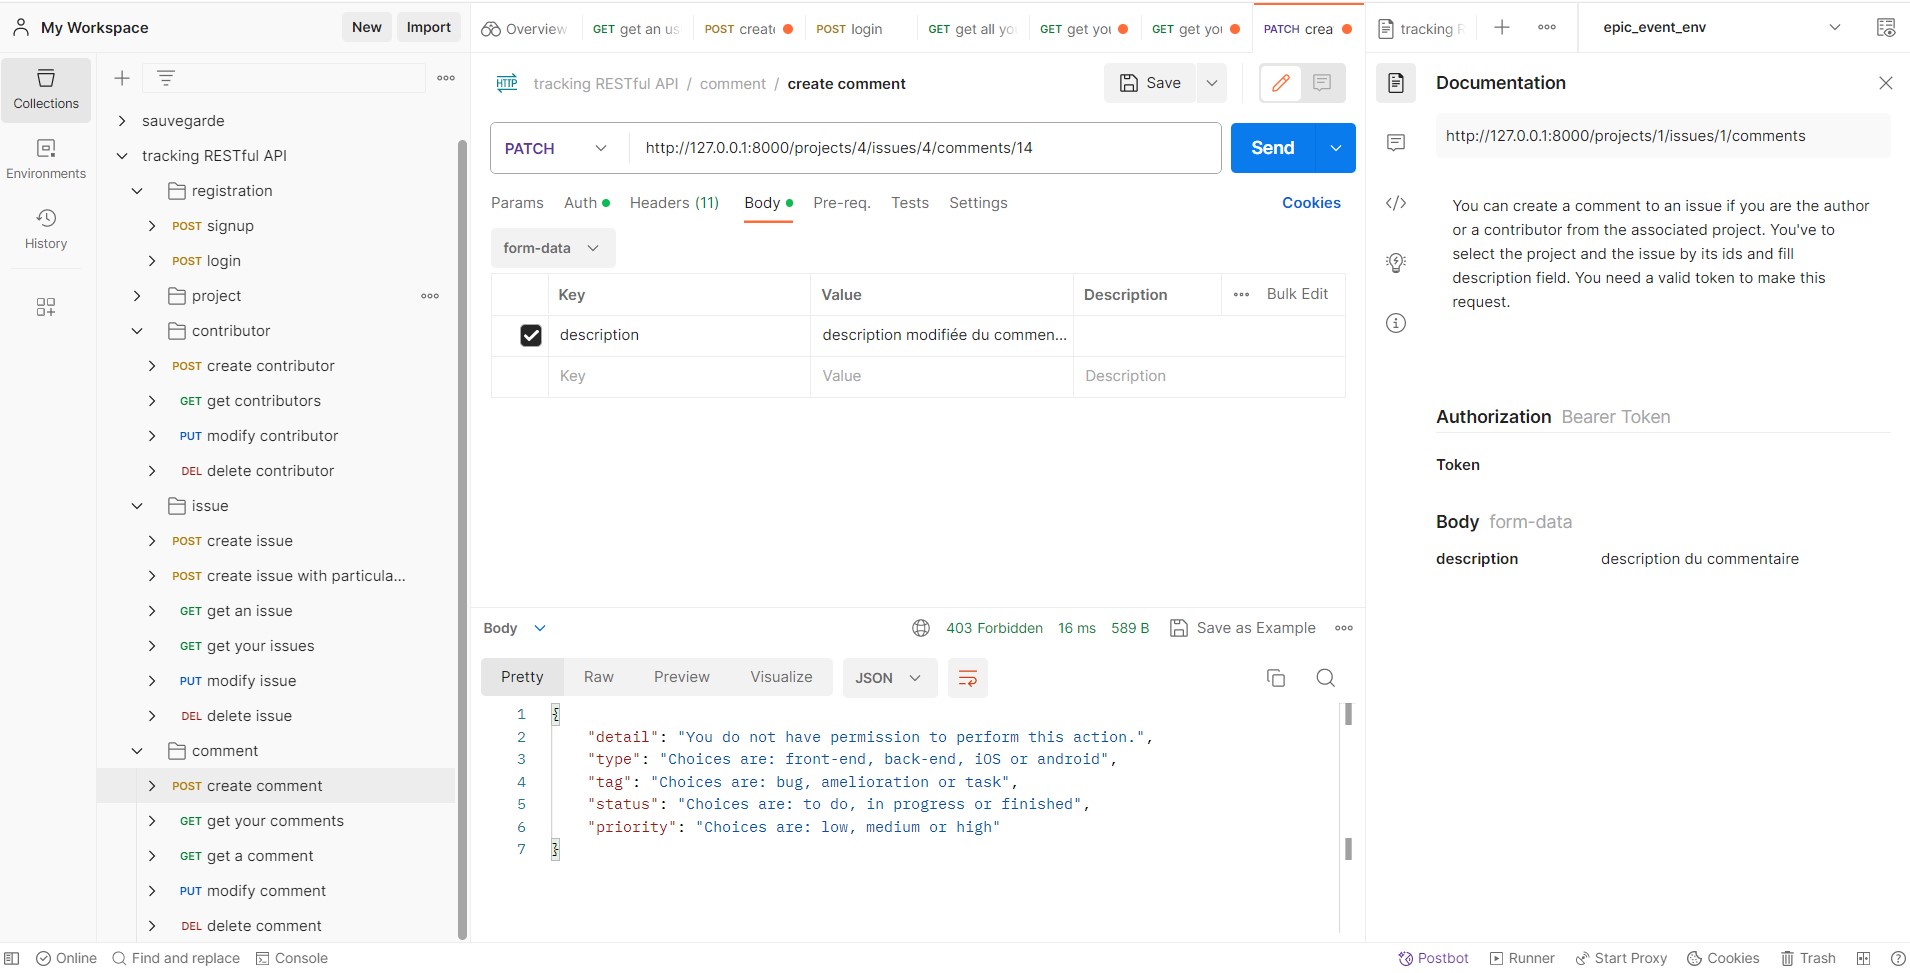 My Workspace
New
Import
Overview
GET get an us
POST create
POST login
GET get all yo
GET get you
GET get you
PATCH crea
tracking R
epic_event_env
Collections
Environments
History
sauvegarde
tracking RESTful API
registration
POST signup
POST login
project
contributor
POST create contributor
GET get contributors
PUT modify contributor
DEL delete contributor
issue
POST create issue
POST create issue with particula...
GET get an issue
GET get your issues
PUT modify issue
DEL delete issue
comment
POST create comment
GET get your comments
GET get a comment
PUT modify comment
DEL delete comment
HTTP tracking RESTful API / comment / create comment
Save
PATCH http://127.0.0.1:8000/projects/4/issues/4/comments/14
Send
Params Auth Headers (11) Body Pre-req. Tests Settings Cookies
form-data
Key Value Description Bulk Edit
description description modifiée du commen...
Key Value Description
Body 403 Forbidden 16 ms 589 B Save as Example
Pretty Raw Preview Visualize JSON
1 {
2 "detail": "You do not have permission to perform this action.",
3 "type": "Choices are: front-end, back-end, iOS or android",
4 "tag": "Choices are: bug, amelioration or task",
5 "status": "Choices are: to do, in progress or finished",
6 "priority": "Choices are: low, medium or high"
7 }
Documentation
http://127.0.0.1:8000/projects/1/issues/1/comments
You can create a comment to an issue if you are the author
or a contributor from the associated project. You've to
select the project and the issue by its ids and fill
description field. You need a valid token to make this
request.
Authorization Bearer Token
Token
Body form-data
description description du commentaire
Online Find and replace Console Postbot Runner Start Proxy Cookies Trash